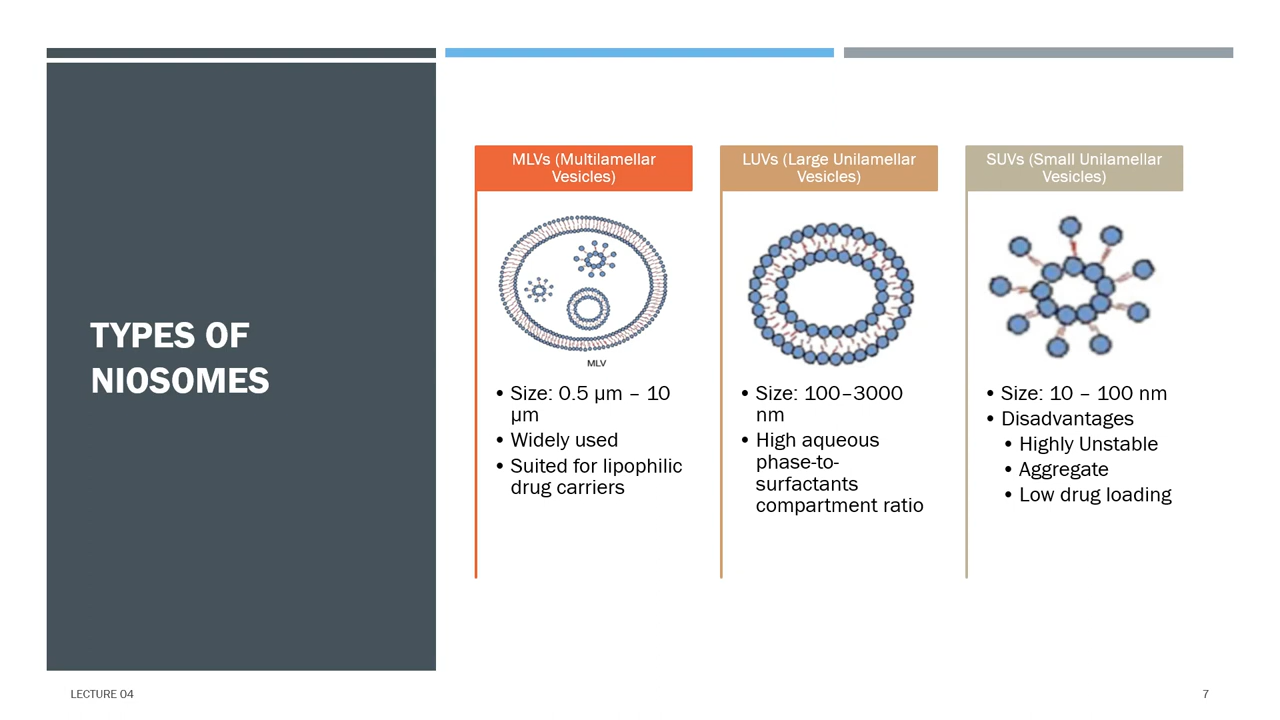 TYPES OF
NIOSOMES
MLVs (Multilamellar
Vesicles)
MLV
• Size: 0.5 µm – 10
µm
• Widely used
• Suited for lipophilic
drug carriers
LUVs (Large Unilamellar
Vesicles)
• Size: 100–3000
nm
• High aqueous
phase-to-
surfactants
compartment ratio
SUVs (Small Unilamellar
Vesicles)
• Size: 10 – 100 nm
• Disadvantages
• Highly Unstable
• Aggregate
• Low drug loading
LECTURE 04
7